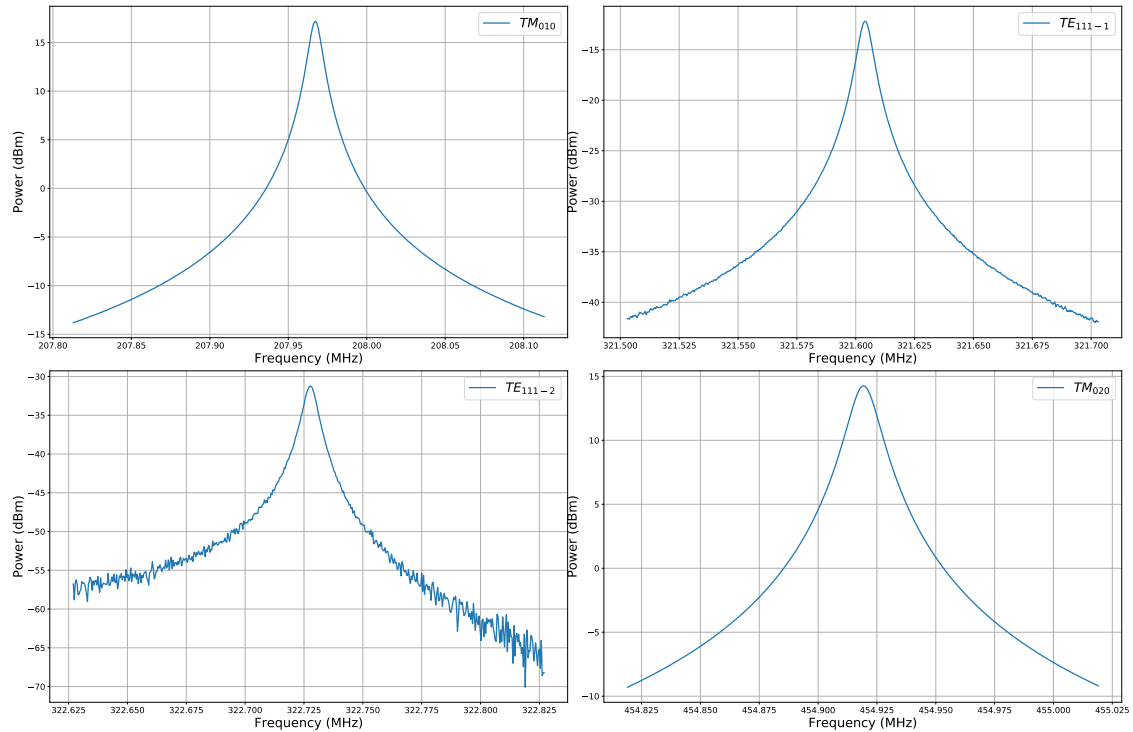 TM010
15
10
5
0
−5
−10
−15
Power (dBm)
207.80 207.85 207.90 207.95 208.00 208.05 208.10
Frequency (MHz)
TE111−1
−15
−20
−25
−30
−35
−40
Power (dBm)
321.500 321.525 321.550 321.575 321.600 321.625 321.650 321.675 321.700
Frequency (MHz)
TE111−2
−30
−35
−40
−45
−50
−55
−60
−65
−70
Power (dBm)
322.625 322.650 322.675 322.700 322.725 322.750 322.775 322.800 322.825
Frequency (MHz)
TM020
15
10
5
0
−5
−10
Power (dBm)
454.825 454.850 454.875 454.900 454.925 454.950 454.975 455.000 455.025
Frequency (MHz)